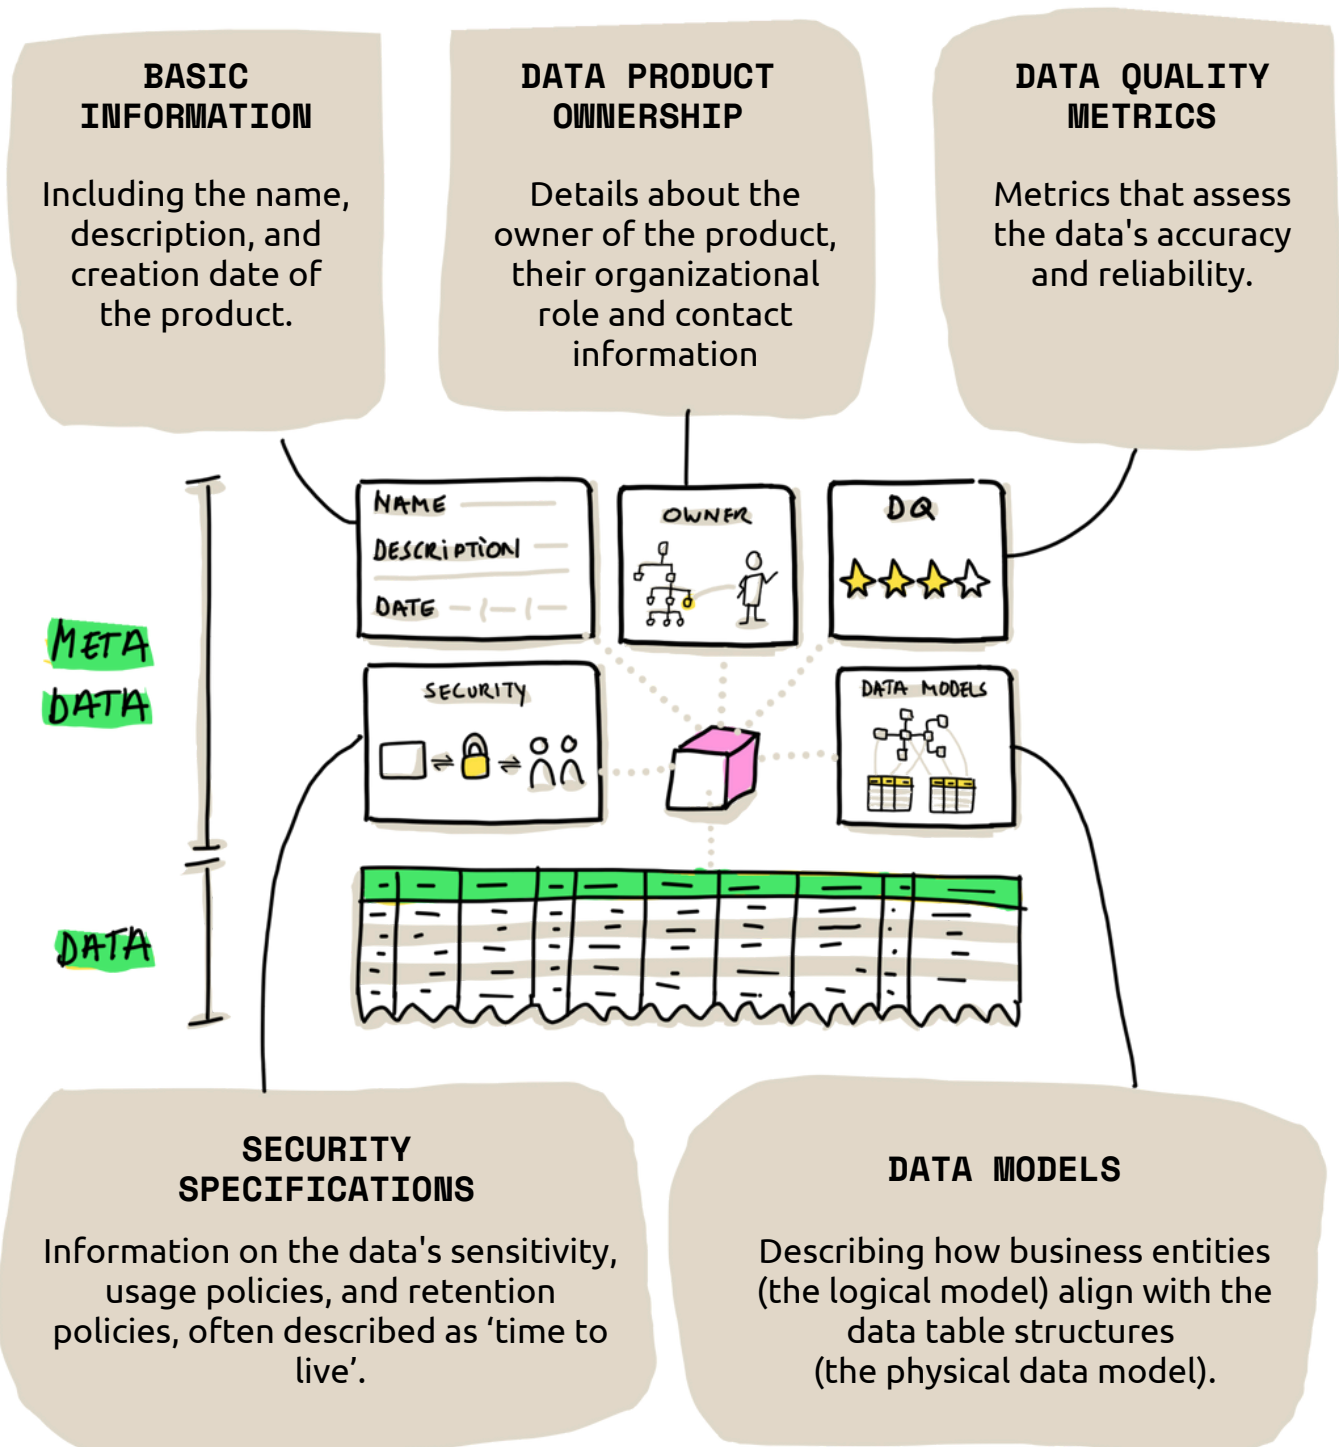 BASIC
INFORMATION
Including the name,
description, and
creation date of
the product.
DATA PRODUCT
OWNERSHIP
Details about the
owner of the product,
their organizational
role and contact
information
DATA QUALITY
METRICS
Metrics that assess
the data's accuracy
and reliability.
NAME
DESCRIPTION
DATE
OWNER
DQ
META
DATA
SECURITY
DATA MODELS
DATA
SECURITY
SPECIFICATIONS
Information on the data's sensitivity,
usage policies, and retention
policies, often described as ‘time to
live’.
DATA MODELS
Describing how business entities
(the logical model) align with the
data table structures
(the physical data model).